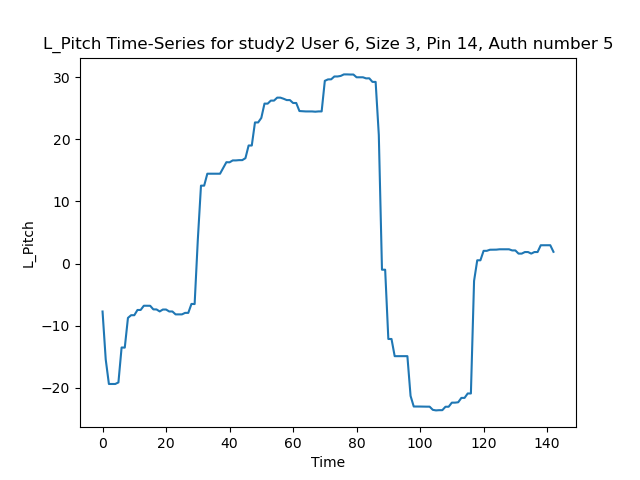 L_Pitch Time-Series for study2 User 6, Size 3, Pin 14, Auth number 5
30
20
10
0
−10
−20
L_Pitch
0 20 40 60 80 100 120 140
Time